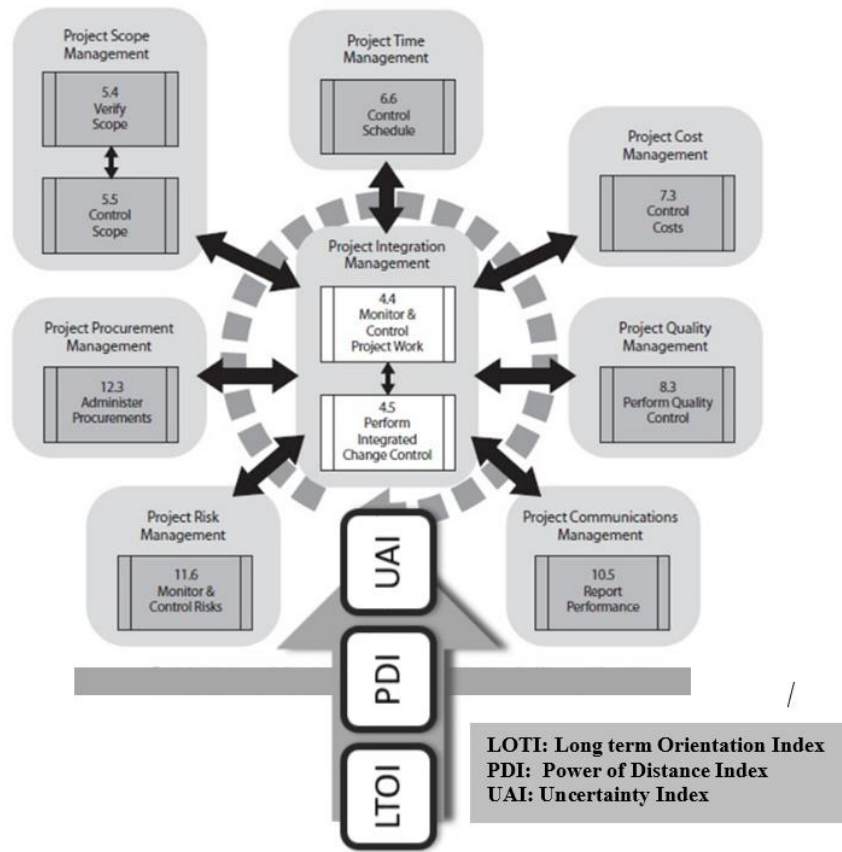 Project Scope
Management
5.4
Verify
Scope
5.5
Control
Scope
Project Time
Management
6.6
Control
Schedule
Project Cost
Management
7.3
Control
Costs
Project Integration
Management
4.4
Monitor &
Control
Project Work
4.5
Perform
Integrated
Change Control
Project Procurement
Management
12.3
Administer
Procurements
Project Quality
Management
8.3
Perform Quality
Control
Project Risk
Management
11.6
Monitor &
Control Risks
Project Communications
Management
10.5
Report
Performance
UAI
PDI
LTOI
/
LOTI: Long term Orientation Index
PDI: Power of Distance Index
UAI: Uncertainty Index